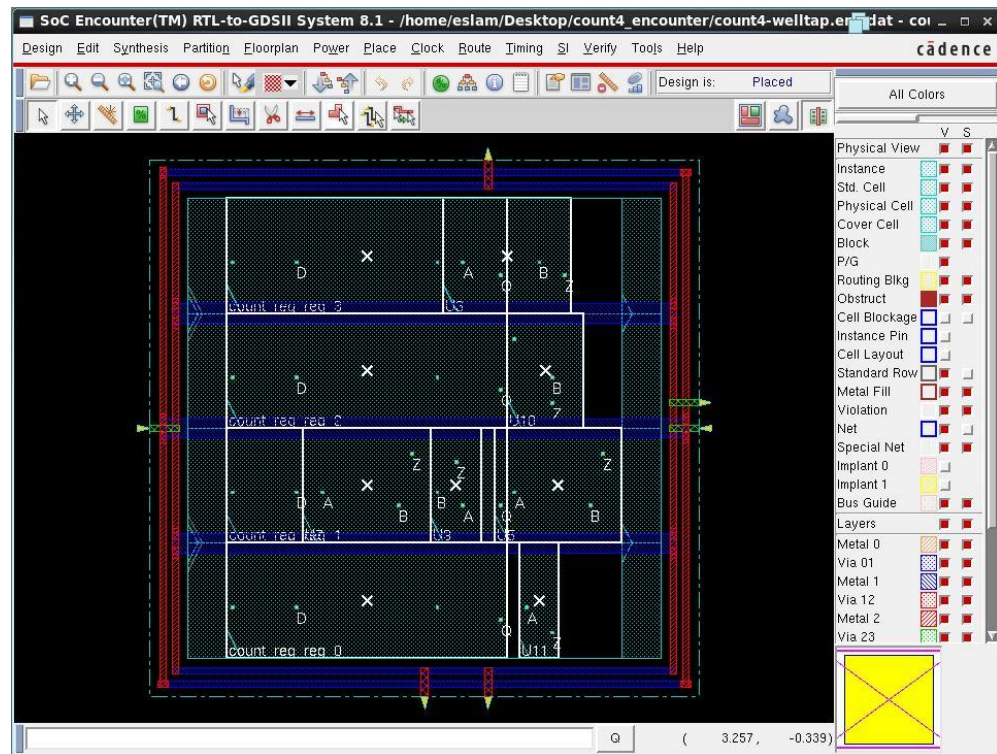 SoC Encounter(TM) RTL-to-GDSII System 8.1 - /home/eslam/Desktop/count4_encounter/count4-welltap.en dat - cou
Design Edit Synthesis Partition Floorplan Power Place Clock Route Timing SI Verify Tools Help
cādence
Design is: Placed
All Colors
V S
Physical View
Instance
Std. Cell
Physical Cell
Cover Cell
Block
P/G
Routing Blkg
Obstruct
Cell Blockage
Instance Pin
Cell Layout
Standard Row
Metal Fill
Violation
Net
Special Net
Implant 0
Implant 1
Bus Guide
Layers
Metal 0
Via 01
Metal 1
Via 12
Metal 2
Via 23
D A Q B Z
count_reg_reg_3 U3
D Q B Z
count_reg_reg_2 U10
Z Z Z
D A B B A Q B
count_reg_reg_1 U9
D Q A Z
count_reg_reg_0 U11
Q ( 3.257, -0.339)